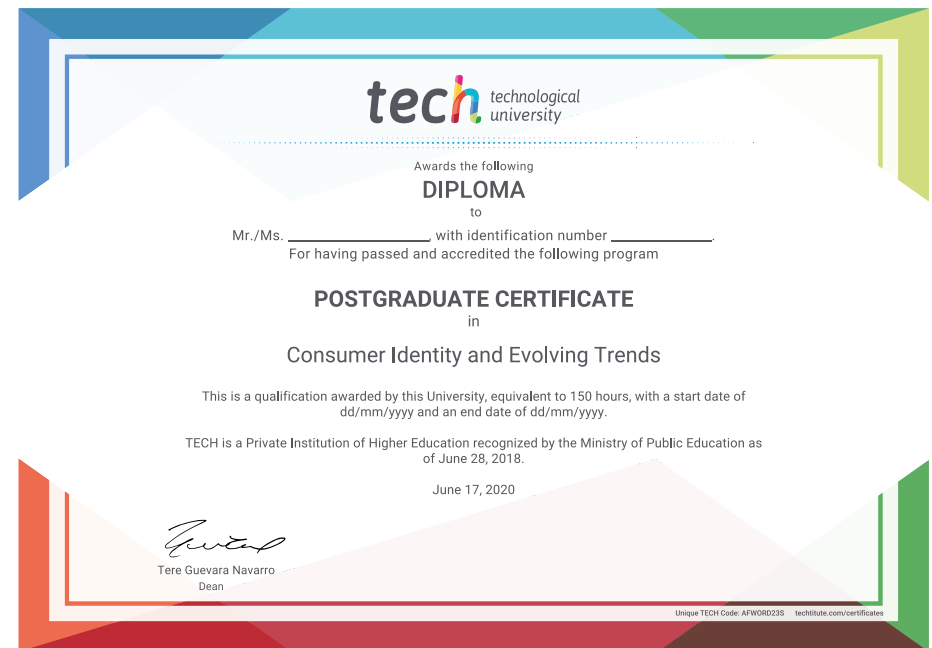 tech technological
university
Awards the following
DIPLOMA
to
Mr./Ms. ____________, with identification number ____________.
For having passed and accredited the following program
POSTGRADUATE CERTIFICATE
in
Consumer Identity and Evolving Trends
This is a qualification awarded by this University, equivalent to 150 hours, with a start date of
dd/mm/yyyy and an end date of dd/mm/yyyy.
TECH is a Private Institution of Higher Education recognized by the Ministry of Public Education as
of June 28, 2018.
June 17, 2020
Tere Guevara Navarro
Dean
Unique TECH Code: AFWORD23S techtitute.com/certificates